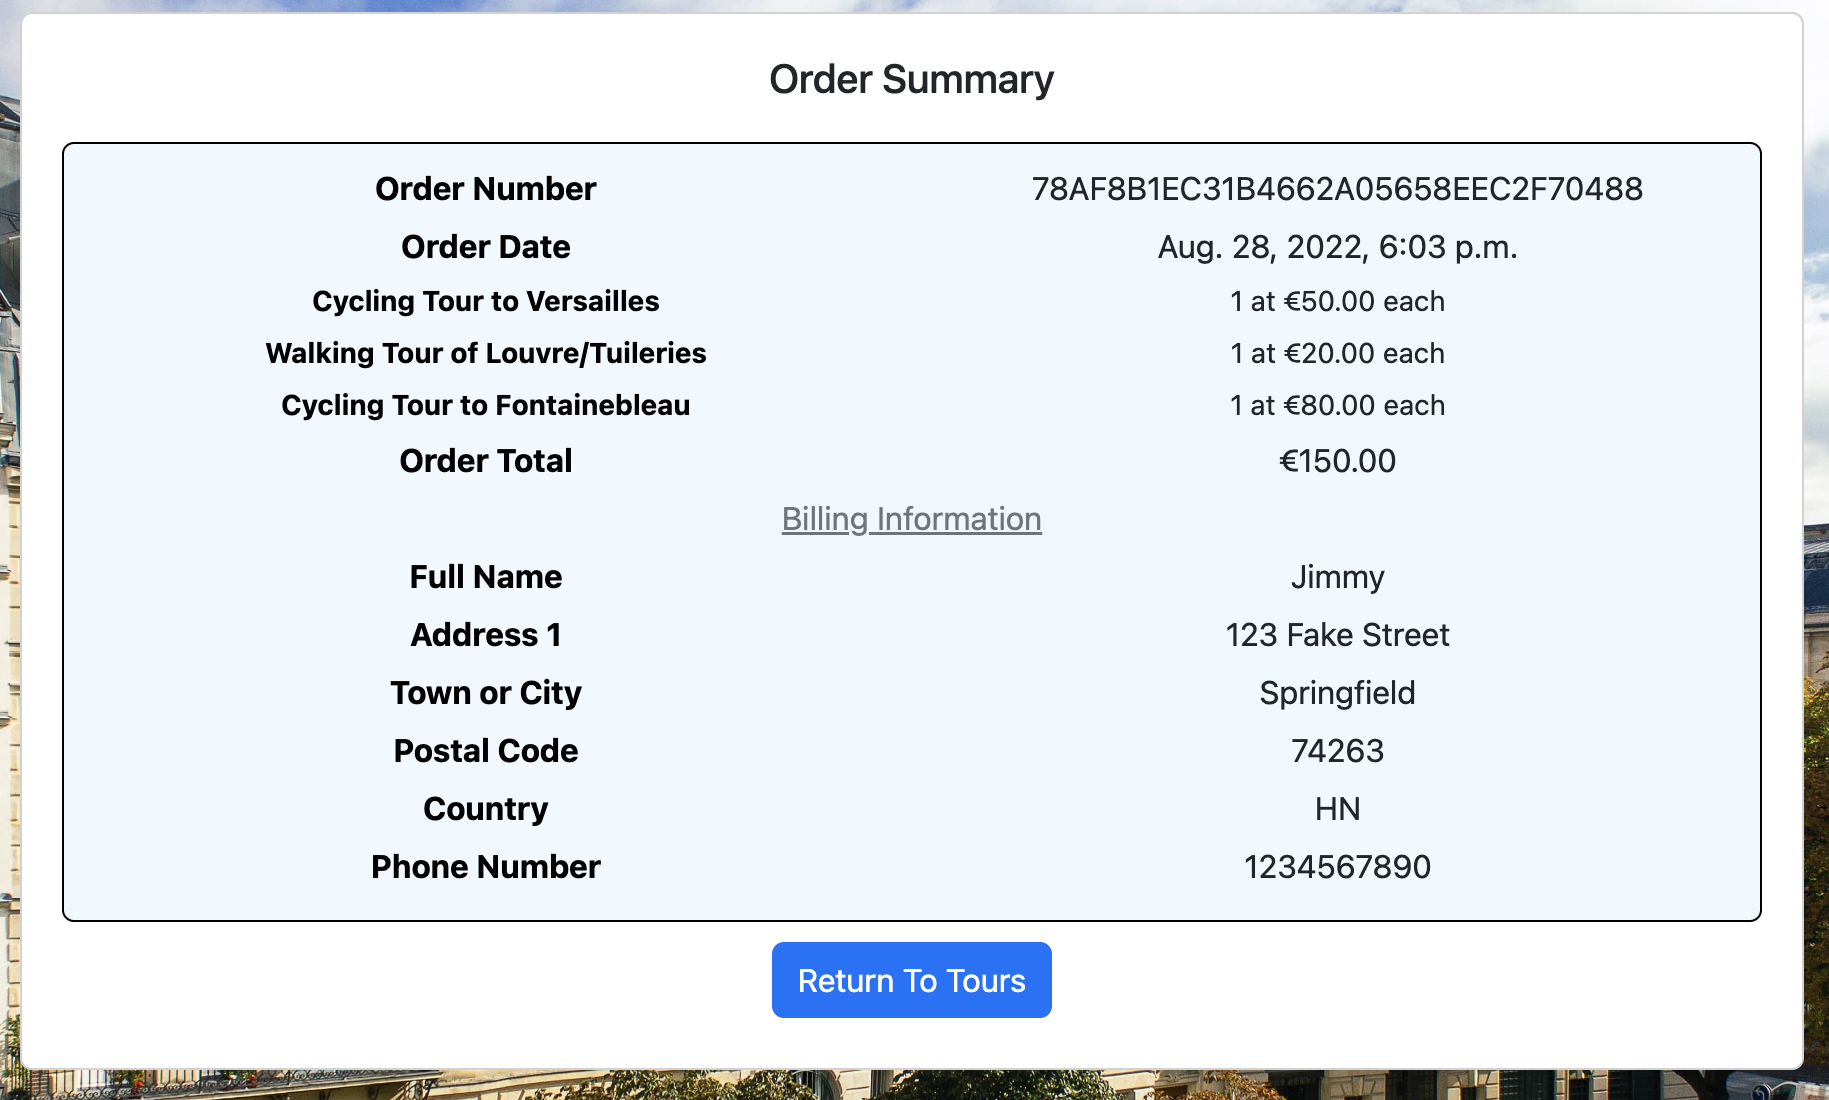 Order Summary
Order Number 78AF8B1EC31B4662A05658EEC2F70488
Order Date Aug. 28, 2022, 6:03 p.m.
Cycling Tour to Versailles 1 at €50.00 each
Walking Tour of Louvre/Tuileries 1 at €20.00 each
Cycling Tour to Fontainebleau 1 at €80.00 each
Order Total €150.00
Billing Information
Full Name Jimmy
Address 1 123 Fake Street
Town or City Springfield
Postal Code 74263
Country HN
Phone Number 1234567890
Return To Tours